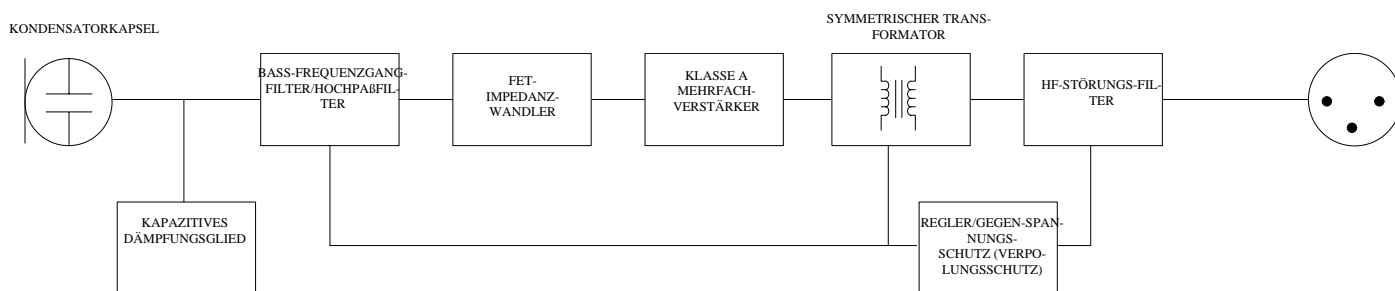 SYMMETRISCHER TRANS-
FORMATOR
KONDENSATORKAPSEL
BASS-FREQUENZGANG-
FILTER/HOCHPAßFIL-
TER
FET-
IMPEDANZ-
WANDLER
KLASSE A
MEHRFACH-
VERSTÄRKER
HF-STÖRUNGS-FIL-
TER
KAPAZITIVES
DÄMPFUNGSGLIED
REGLER/GEGEN-SPAN-
NUNGS-
SCHUTZ (VERPO-
LUNGSSCHUTZ)